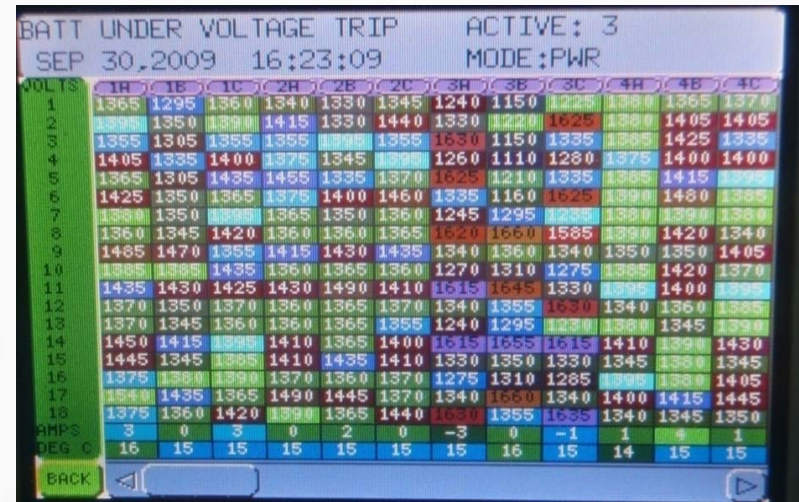 BATT UNDER VOLTAGE TRIP ACTIVE: 3
SEP 30,2009 16:23:09 MODE:PWR
VOLTS 1A 1B 1C 2A 2B 2C 3A 3B 3C 4A 4B 4C
1 1365 1295 1360 1340 1330 1345 1240 1150 1225 1380 1365 1370
2 1395 1350 1390 1415 1330 1440 1330 1220 1625 1380 1405 1405
3 1355 1305 1355 1355 1395 1355 1630 1150 1335 1385 1425 1335
4 1405 1335 1400 1375 1345 1395 1260 1110 1280 1375 1400 1400
5 1365 1305 1435 1455 1335 1370 1625 1210 1335 1385 1415 1395
6 1425 1350 1365 1375 1400 1460 1335 1160 1625 1390 1480 1385
7 1380 1350 1395 1365 1350 1360 1245 1295 1235 1380 1390 1380
8 1360 1345 1420 1360 1360 1365 1620 1660 1585 1390 1420 1340
9 1485 1470 1355 1415 1430 1435 1340 1360 1340 1350 1350 1405
10 1385 1395 1435 1360 1365 1360 1270 1310 1275 1385 1420 1370
11 1435 1430 1425 1430 1490 1410 1615 1645 1330 1395 1400 1395
12 1370 1350 1370 1360 1365 1370 1340 1355 1630 1340 1360 1385
13 1370 1345 1360 1360 1365 1355 1240 1295 1230 1380 1345 1390
14 1450 1415 1395 1410 1365 1400 1615 1655 1615 1410 1390 1430
15 1445 1345 1385 1410 1435 1410 1330 1350 1330 1345 1380 1345
16 1375 1380 1390 1370 1360 1370 1275 1310 1285 1395 1380 1405
17 1540 1435 1365 1490 1445 1370 1340 1660 1340 1400 1415 1445
18 1375 1360 1420 1390 1365 1440 1630 1355 1635 1340 1345 1350
AMPS 3 0 3 0 2 0 -3 0 -1 1 4 1
DEG C 16 15 15 15 15 15 15 16 15 14 15 15
BACK